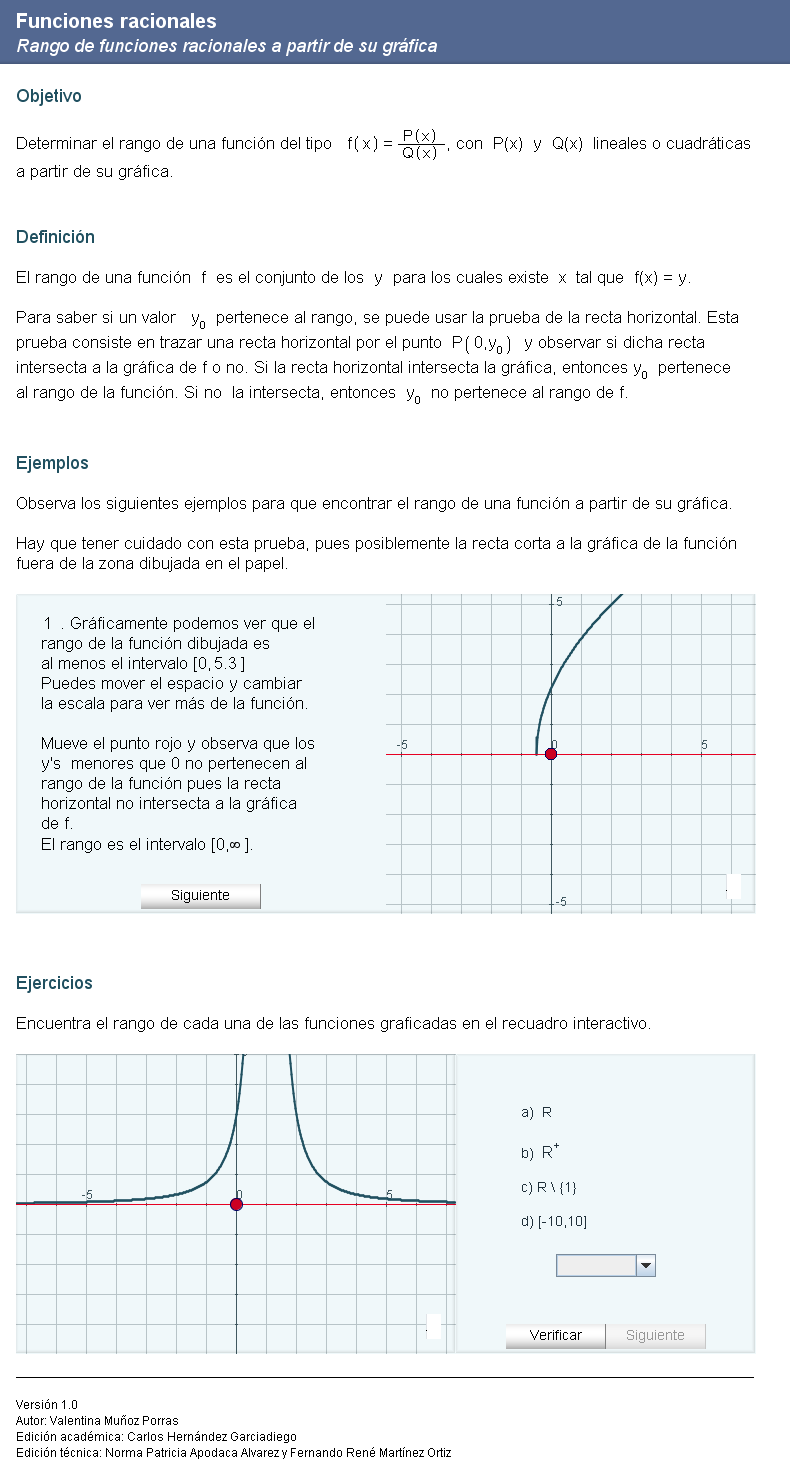 Funciones racionales
Rango de funciones racionales a partir de su gráfica
Objetivo
Determinar el rango de una función del tipo f(x) = P(x)/Q(x), con P(x) y Q(x) lineales o cuadráticas
a partir de su gráfica.
Definición
El rango de una función f es el conjunto de los y para los cuales existe x tal que f(x) = y.
Para saber si un valor y₀ pertenece al rango, se puede usar la prueba de la recta horizontal. Esta
prueba consiste en trazar una recta horizontal por el punto P(0,y₀) y observar si dicha recta
intersecta a la gráfica de f o no. Si la recta horizontal intersecta la gráfica, entonces y₀ pertenece
al rango de la función. Si no la intersecta, entonces y₀ no pertenece al rango de f.
Ejemplos
Observa los siguientes ejemplos para que encontrar el rango de una función a partir de su gráfica.
Hay que tener cuidado con esta prueba, pues posiblemente la recta corta a la gráfica de la función
fuera de la zona dibujada en el papel.
1 . Gráficamente podemos ver que el
rango de la función dibujada es
al menos el intervalo [0, 5.3 ]
Puedes mover el espacio y cambiar
la escala para ver más de la función.
Mueve el punto rojo y observa que los
y's menores que 0 no pertenecen al
rango de la función pues la recta
horizontal no intersecta a la gráfica
de f.
El rango es el intervalo [0,∞ ].
Siguiente
5
-5
0
5
-5
Ejercicios
Encuentra el rango de cada una de las funciones graficadas en el recuadro interactivo.
-5
0
5
a) R
b) R⁺
c) R \ {1}
d) [-10,10]
Verificar
Siguiente
Versión 1.0
Autor: Valentina Muñoz Porras
Edición académica: Carlos Hernández Garciadiego
Edición técnica: Norma Patricia Apodaca Alvarez y Fernando René Martínez Ortiz